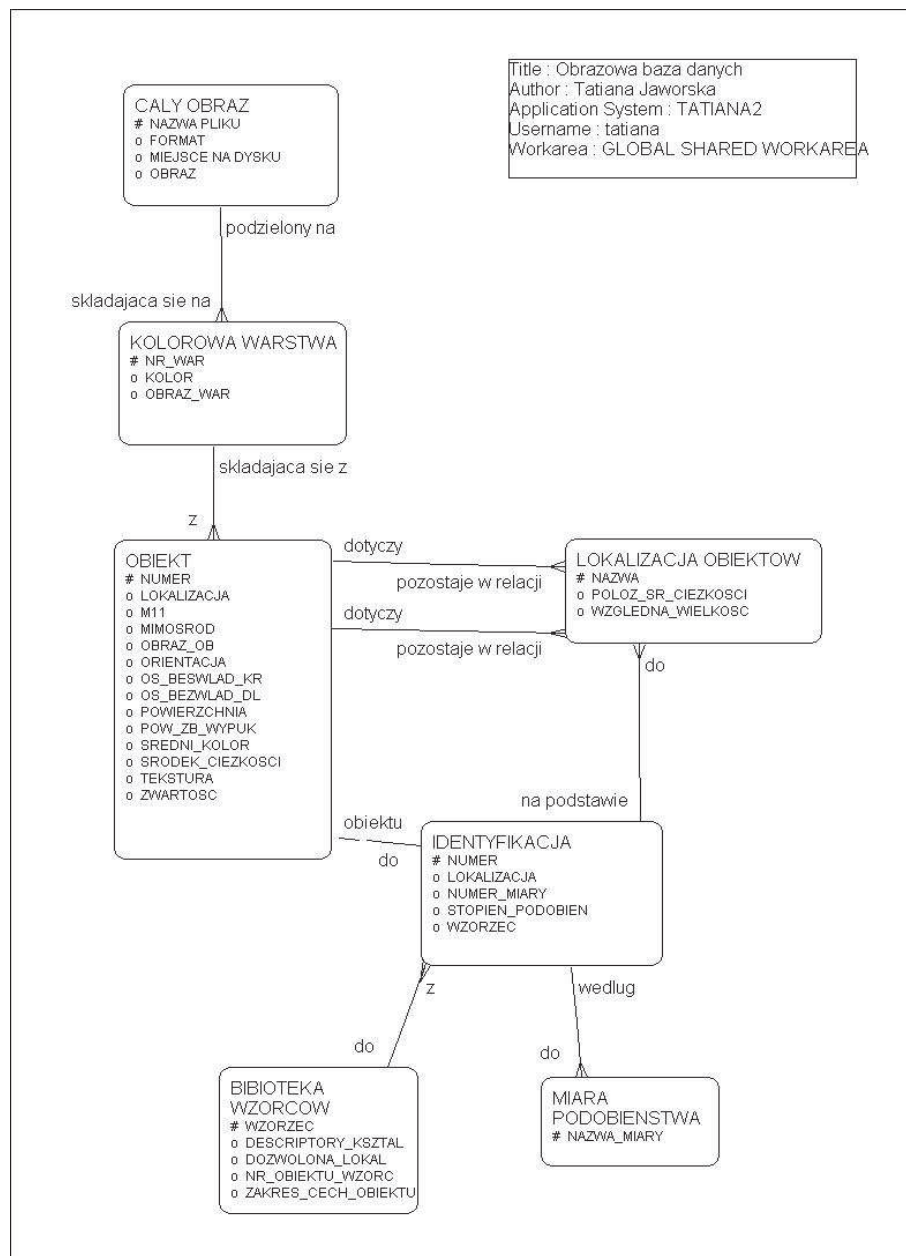 Title : Obrazowa baza danych
Author : Tatiana Jaworska
Application System : TATIANA2
Username : tatiana
Workarea : GLOBAL SHARED WORKAREA
CALY OBRAZ
# NAZWA PLIKU
o FORMAT
o MIEJSCE NA DYSKU
o OBRAZ
podzielony na
skladajaca sie na
KOLOROWA WARSTWA
# NR_WAR
o KOLOR
o OBRAZ_WAR
skladajaca sie z
z
OBIEKT
# NUMER
o LOKALIZACJA
o M11
o MIMOSROD
o OBRAZ_OB
o ORIENTACJA
o OS_BESWLAD_KR
o OS_BEZWLAD_DL
o POWIERZCHNIA
o POW_ZB_WYPUK
o SREDNI_KOLOR
o SRODEK_CIEZKOSCI
o TEKSTURA
o ZWARTOSC
dotyczy
pozostaje w relacji
dotyczy
pozostaje w relacji
LOKALIZACJA OBIEKTOW
# NAZWA
o POLOZ_SR_CIEZKOSCI
o WZGLEDNA_WIELKOSC
do
na podstawie
obiektu
do
IDENTYFIKACJA
# NUMER
o LOKALIZACJA
o NUMER_MIARY
o STOPIEN_PODOBIEN
o WZORZEC
z
wedlug
do
do
BIBIOTEKA
WZORCOW
# WZORZEC
o DESCRIPTORY_KSZTAL
o DOZWOLONA_LOKAL
o NR_OBIEKTU_WZORC
o ZAKRES_CECH_OBIEKTU
MIARA
PODOBIENSTWA
# NAZWA_MIARY